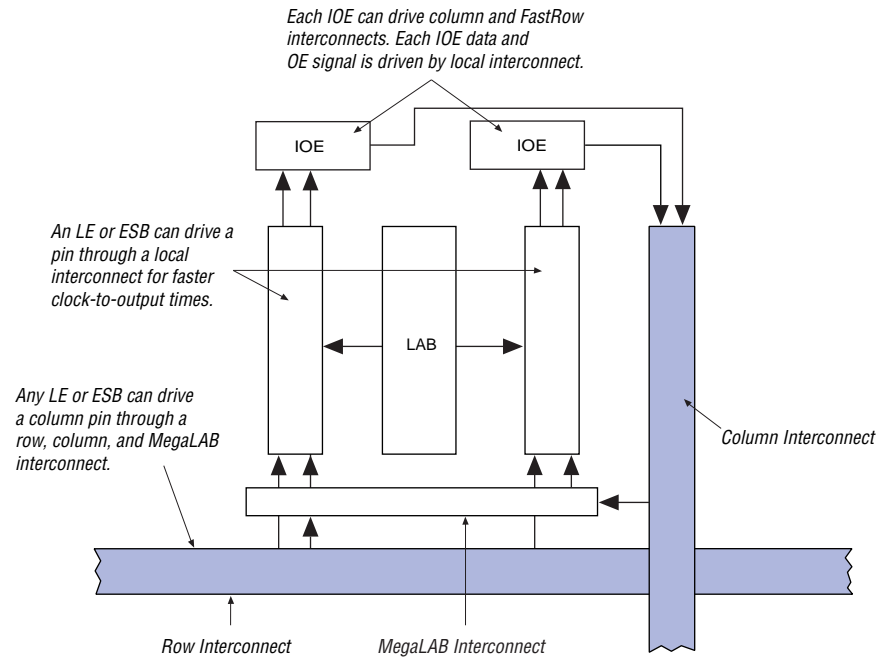 Each IOE can drive column and FastRow
interconnects. Each IOE data and
OE signal is driven by local interconnect.
IOE
IOE
An LE or ESB can drive a
pin through a local
interconnect for faster
clock-to-output times.
LAB
Any LE or ESB can drive
a column pin through a
row, column, and MegaLAB
interconnect.
Column Interconnect
Row Interconnect
MegaLAB Interconnect